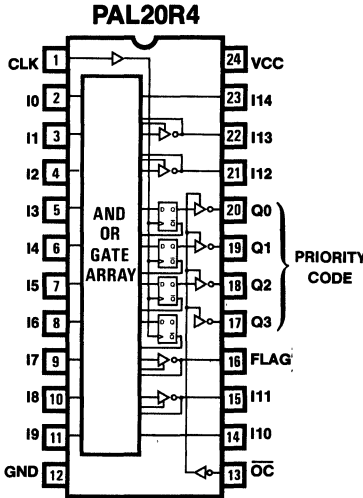 PAL20R4
CLK 1 24 VCC
I0 2 23 I14
I1 3 22 I13
I2 4 21 I12
I3 5 D Q 20 Q0
Q̅
I4 6 D Q 19 Q1
Q̅
I5 7 D Q 18 Q2
Q̅
I6 8 D Q 17 Q3
Q̅
AND
OR
GATE
ARRAY
PRIORITY
CODE
I7 9 16 FLAG
I8 10 15 I11
I9 11 14 I10
GND 12 13 O̅C̅